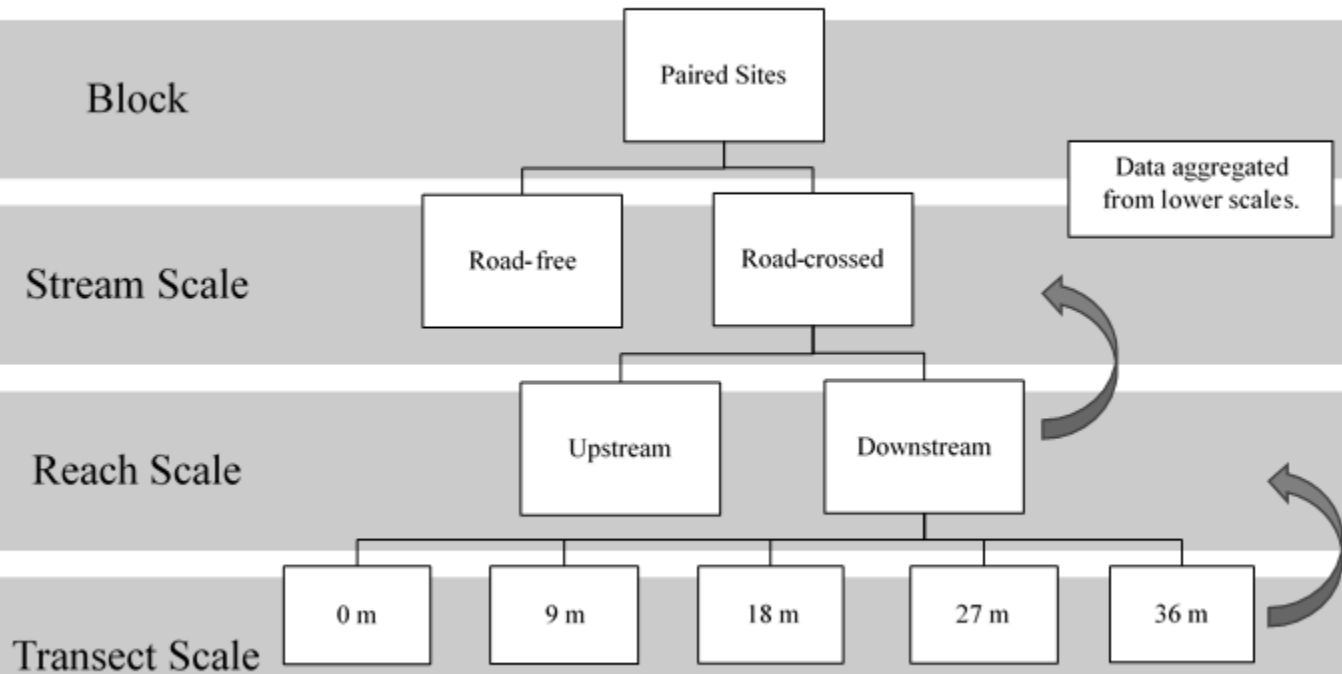 Paired Sites
Block
Data aggregated
from lower scales.
Road-free
Road-crossed
Stream Scale
Upstream
Downstream
Reach Scale
0 m
9 m
18 m
27 m
36 m
Transect Scale